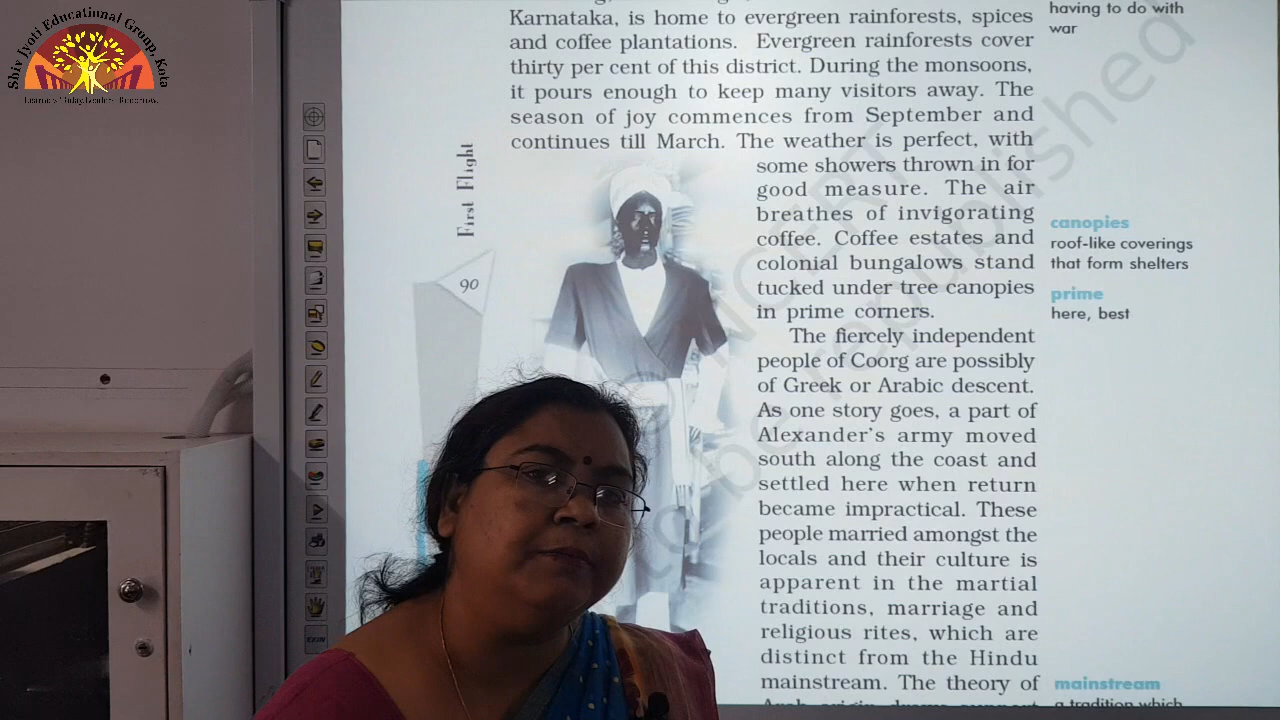 Shiv Jyoti Educational Group, Kota
Karnataka, is home to evergreen rainforests, spices
and coffee plantations. Evergreen rainforests cover
thirty per cent of this district. During the monsoons,
it pours enough to keep many visitors away. The
season of joy commences from September and
continues till March. The weather is perfect, with
some showers thrown in for
good measure. The air
breathes of invigorating
coffee. Coffee estates and
colonial bungalows stand
tucked under tree canopies
in prime corners.
The fiercely independent
people of Coorg are possibly
of Greek or Arabic descent.
As one story goes, a part of
Alexander's army moved
south along the coast and
settled here when return
became impractical. These
people married amongst the
locals and their culture is
apparent in the martial
traditions, marriage and
religious rites, which are
distinct from the Hindu
mainstream. The theory of
having to do with
war
canopies
roof-like coverings
that form shelters
prime
here, best
mainstream
a tradition which
First Flight
90